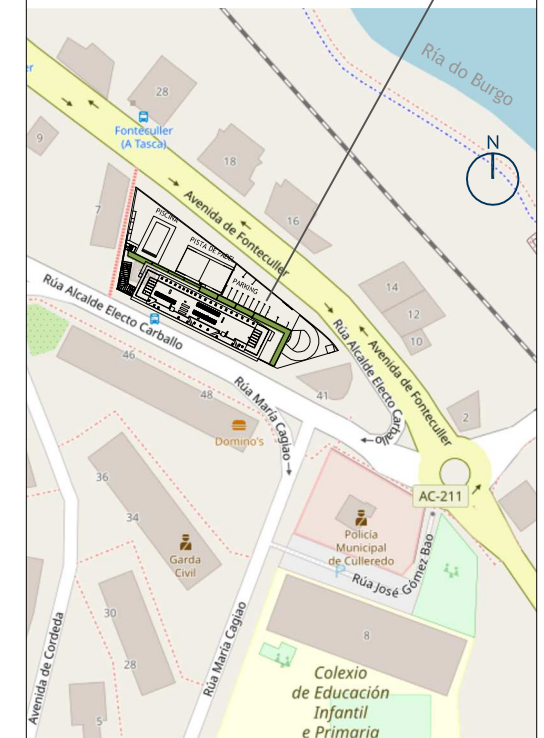 N
Ría do Burgo
er
28
Fontéculler
(A Tasca)
9
18
7
16
Avenida de Fonteculler
PISCINA
PISTA DE PADEL
PARKING
14
12
10
Rúa Alcalde Electo Carballo
Rúa Alcalde Electo Carballo
Avenida de Fonteculler
46
48
41
2
Domino's
Rúa María Cagiao
AC-211
36
34
Garda
Civil
Policía
Municipal
de Culleredo
P
Rúa José Gómez Bao
30
28
8
Rúa María Cagiao
Avenida de Cordeda
5
Colexio
de Educación
Infantil
e Primaria